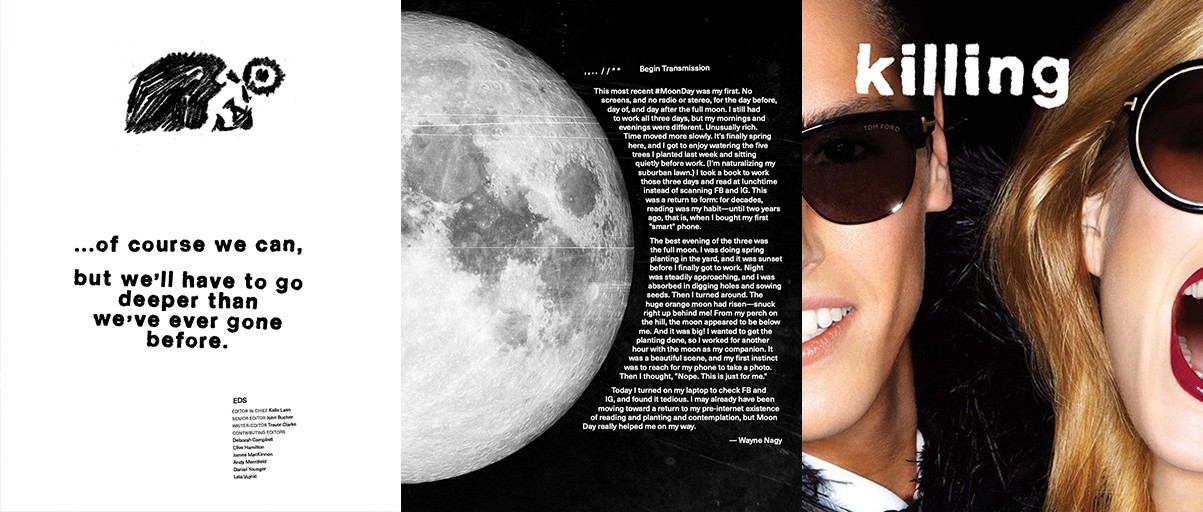 ...of course we can,
but we'll have to go
deeper than
we've ever gone
before.
EDS
EDITOR IN CHIEF Kalle Lasn
SENIOR EDITOR John Bucher
WRITER/EDITOR Trevor Clarke
CONTRIBUTING EDITORS
Deborah Campbell
Clive Hamilton
James MacKinnon
Andy Merrifield
Daniel Younger
Lela Vujnić
,,.. / / * * Begin Transmission
This most recent #MoonDay was my first. No
screens, and no radio or stereo, for the day before,
day of, and day after the full moon. I still had
to work all three days, but my mornings and
evenings were different. Unusually rich.
Time moved more slowly. It's finally spring
here, and I got to enjoy watering the five
trees I planted last week and sitting
quietly before work. (I'm naturalizing my
suburban lawn.) I took a book to work
those three days and read at lunchtime
instead of scanning FB and IG. This
was a return to form: for decades,
reading was my habit—until two years
ago, that is, when I bought my first
"smart" phone.
The best evening of the three was
the full moon. I was doing spring
planting in the yard, and it was sunset
before I finally got to work. Night
was steadily approaching, and I was
absorbed in digging holes and sowing
seeds. Then I turned around. The
huge orange moon had risen—snuck
right up behind me! From my perch on
the hill, the moon appeared to be below
me. And it was big! I wanted to get the
planting done, so I worked for another
hour with the moon as my companion. It
was a beautiful scene, and my first instinct
was to reach for my phone to take a photo.
Then I thought, "Nope. This is just for me."
Today I turned on my laptop to check FB and
IG, and found it tedious. I may already have been
moving toward a return to my pre-internet existence
of reading and planting and contemplation, but Moon
Day really helped me on my way.
— Wayne Nagy
killing
TOM FORD